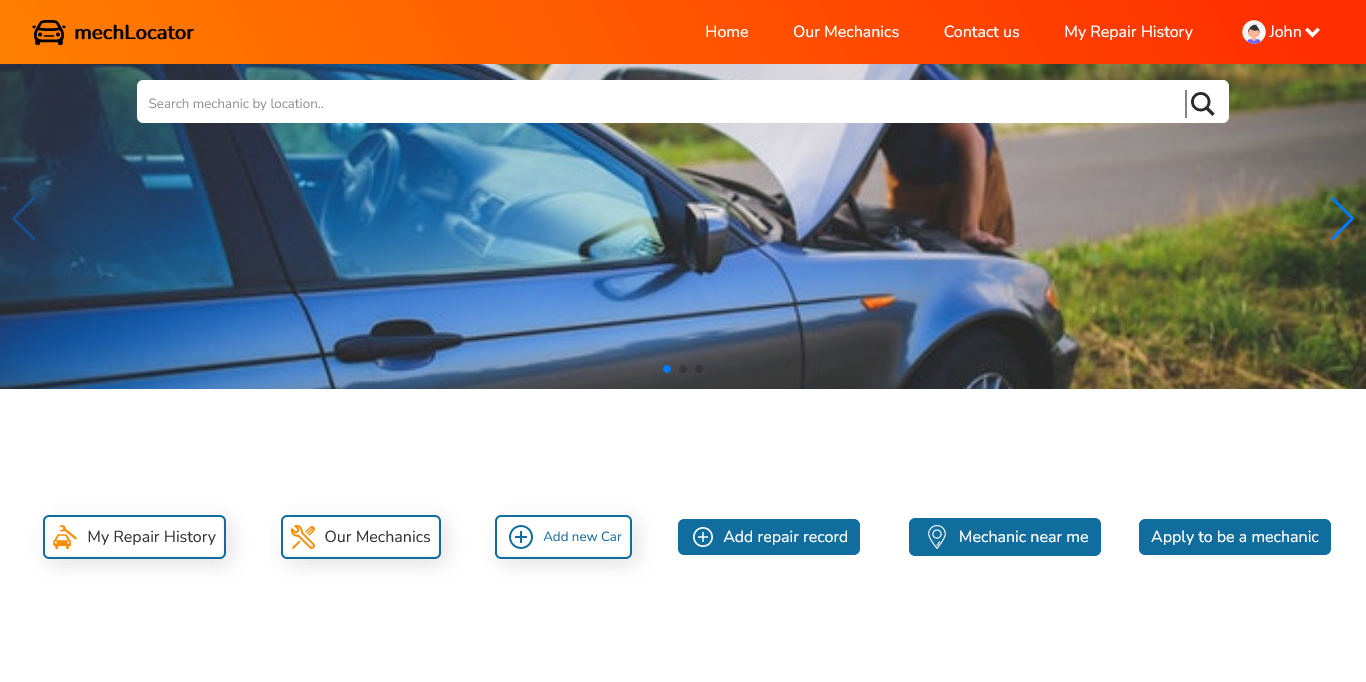 mechLocator
Home
Our Mechanics
Contact us
My Repair History
John
Search mechanic by location..
My Repair History
Our Mechanics
Add new Car
Add repair record
Mechanic near me
Apply to be a mechanic